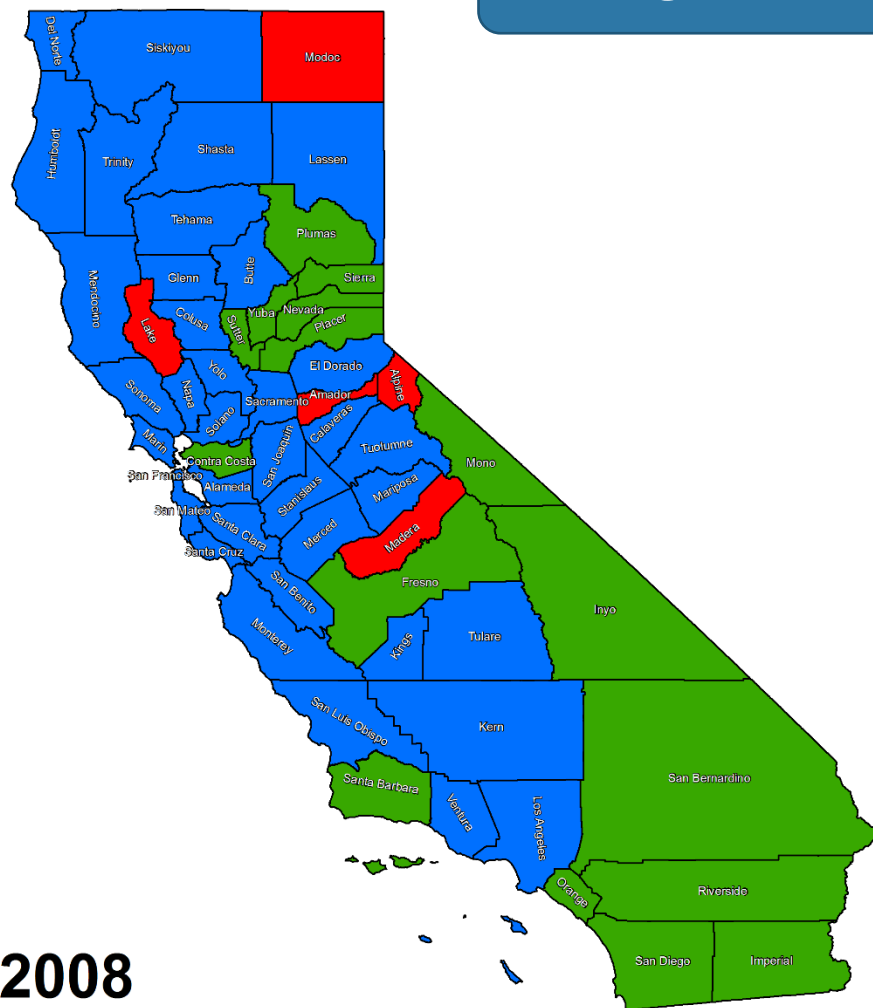 Del Norte
Siskiyou
Modoc
Humboldt
Trinity
Shasta
Lassen
Tehama
Plumas
Mendocino
Glenn
Butte
Sierra
Lake
Colusa
Sutter
Yuba
Nevada
Placer
Sonoma
Napa
Yolo
El Dorado
Solano
Sacramento
Amador
Alpine
Marin
Calaveras
Contra Costa
San Joaquin
Tuolumne
Mono
San Francisco
Alameda
Stanislaus
Mariposa
San Mateo
Santa Clara
Merced
Madera
Santa Cruz
San Benito
Fresno
Inyo
Monterey
Kings
Tulare
San Luis Obispo
Kern
Santa Barbara
San Bernardino
Ventura
Los Angeles
Orange
Riverside
San Diego
Imperial
2008